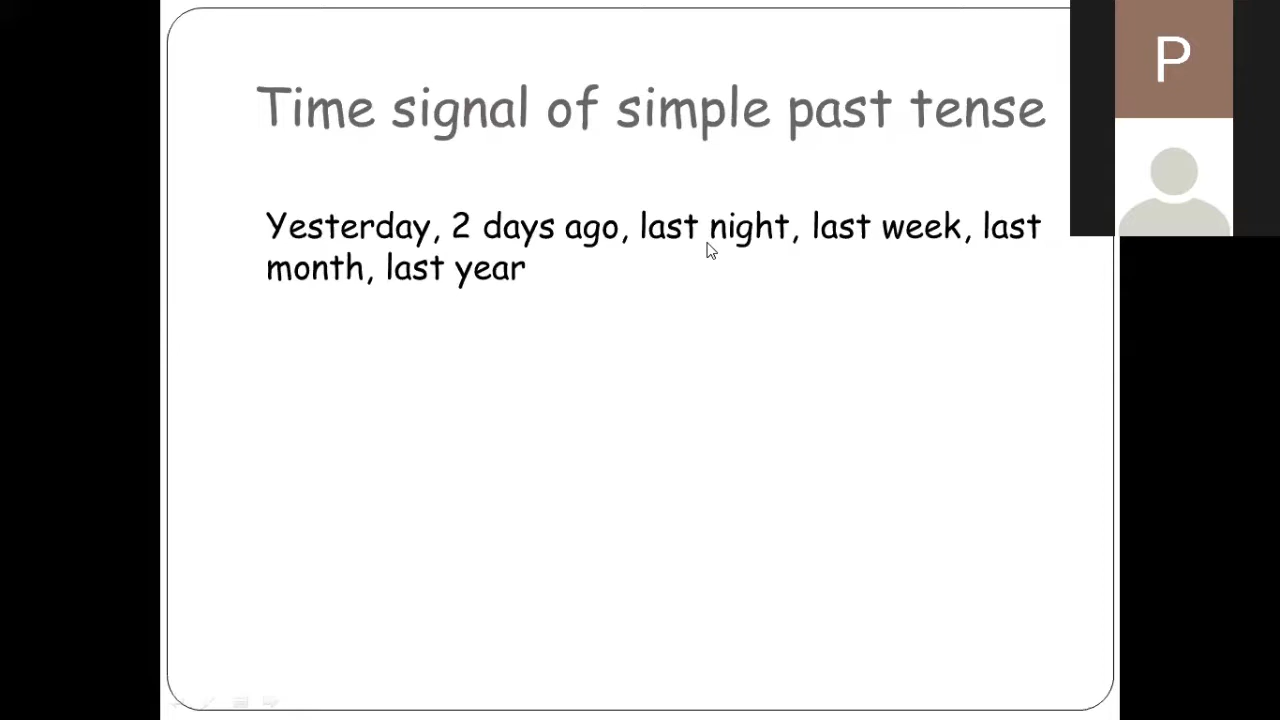 Time signal of simple past tense
Yesterday, 2 days ago, last night, last week, last
month, last year
P